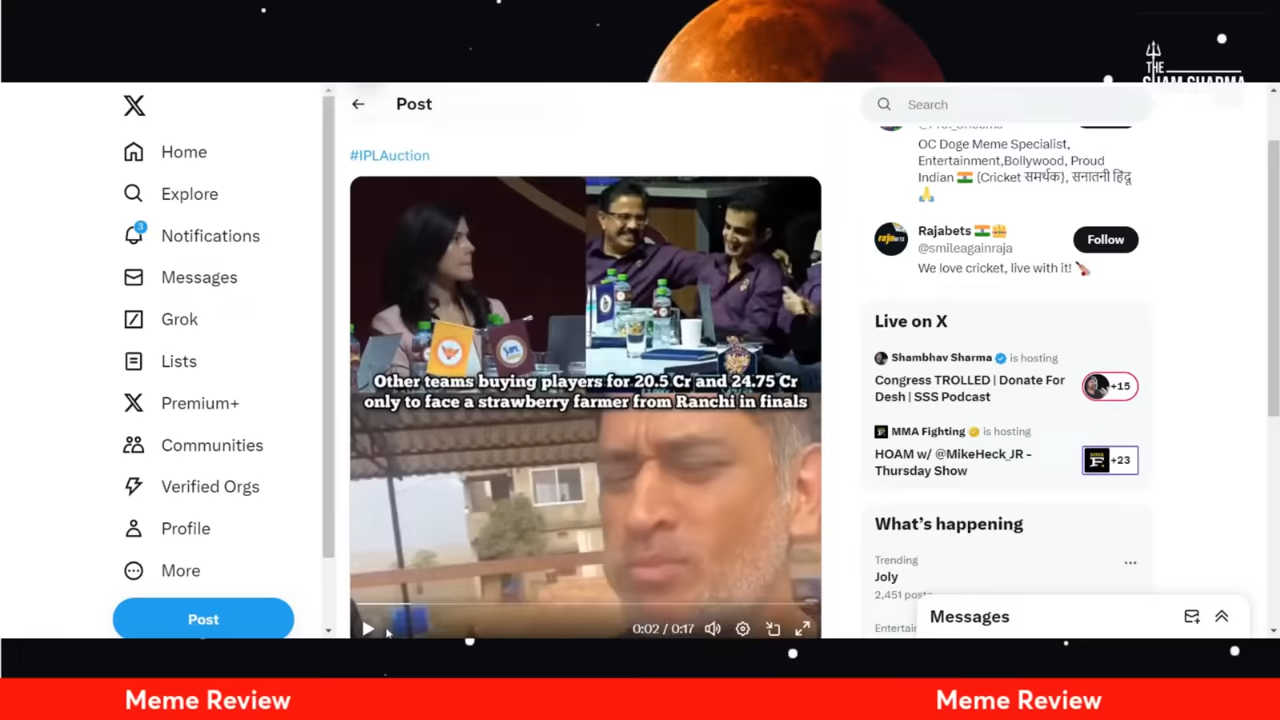 THE
SHAM SHARMA
Home
Explore
3
Notifications
Messages
Grok
Lists
Premium+
Communities
Verified Orgs
Profile
More
Post
Post
#IPLAuction
Other teams buying players for 20.5 Cr and 24.75 Cr
only to face a strawberry farmer from Ranchi in finals
0:02 / 0:17
Search
OC Doge Meme Specialist,
Entertainment,Bollywood, Proud
Indian 🇮🇳 (Cricket समर्थक), सनातनी हिंदू
🙏
Rajabets 🇮🇳👑
@smileagainraja
Follow
We love cricket, live with it! 🏏
Live on X
Shambhav Sharma is hosting
Congress TROLLED | Donate For
Desh | SSS Podcast
+15
MMA Fighting is hosting
HOAM w/ @MikeHeck_JR -
Thursday Show
+23
What's happening
Trending
Joly
2,451 posts
Messages
Meme Review
Meme Review